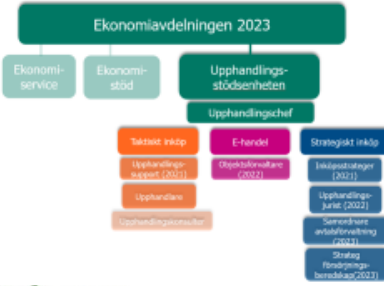 Ekonomiavdelningen 2023
Ekonomi-
service
Ekonomi-
stöd
Upphandlings-
stödsenheten
Upphandlingschef
Taktiskt inköp
E-handel
Strategiskt inköp
Upphandlings-
support (2021)
Objektsförvaltare
(2022)
Inköpsstrateger
(2021)
Upphandlare
Upphandlings-
jurist (2022)
Upphandlingskonsulter
Samordnare
avtalsförvaltning
(2023)
Strateg
försörjnings-
beredskap(2023)